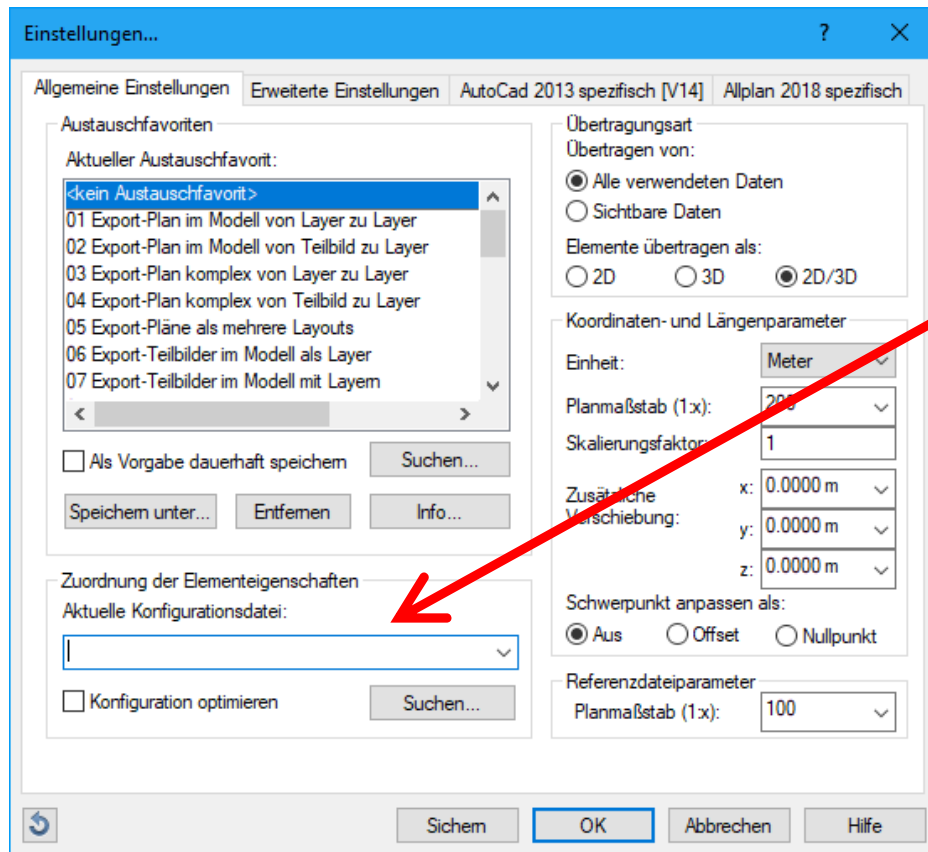 Einstellungen...
?
Allgemeine Einstellungen
Erweiterte Einstellungen
AutoCad 2013 spezifisch [V14]
Allplan 2018 spezifisch
Austauschfavoriten
Aktueller Austauschfavorit:
<kein Austauschfavorit>
01 Export-Plan im Modell von Layer zu Layer
02 Export-Plan im Modell von Teilbild zu Layer
03 Export-Plan komplex von Layer zu Layer
04 Export-Plan komplex von Teilbild zu Layer
05 Export-Pläne als mehrere Layouts
06 Export-Teilbilder im Modell als Layer
07 Export-Teilbilder im Modell mit Layern
Als Vorgabe dauerhaft speichern
Suchen...
Speichern unter...
Entfernen
Info...
Zuordnung der Elementeigenschaften
Aktuelle Konfigurationsdatei:
Konfiguration optimieren
Suchen...
Übertragungsart
Übertragen von:
Alle verwendeten Daten
Sichtbare Daten
Elemente übertragen als:
2D
3D
2D/3D
Koordinaten- und Längenparameter
Einheit:
Meter
Planmaßstab (1:x):
200
Skalierungsfaktor:
1
Zusätzliche
Verschiebung:
x:
0.0000 m
y:
0.0000 m
z:
0.0000 m
Schwerpunkt anpassen als:
Aus
Offset
Nullpunkt
Referenzdateiparameter
Planmaßstab (1:x):
100
Sichern
OK
Abbrechen
Hilfe